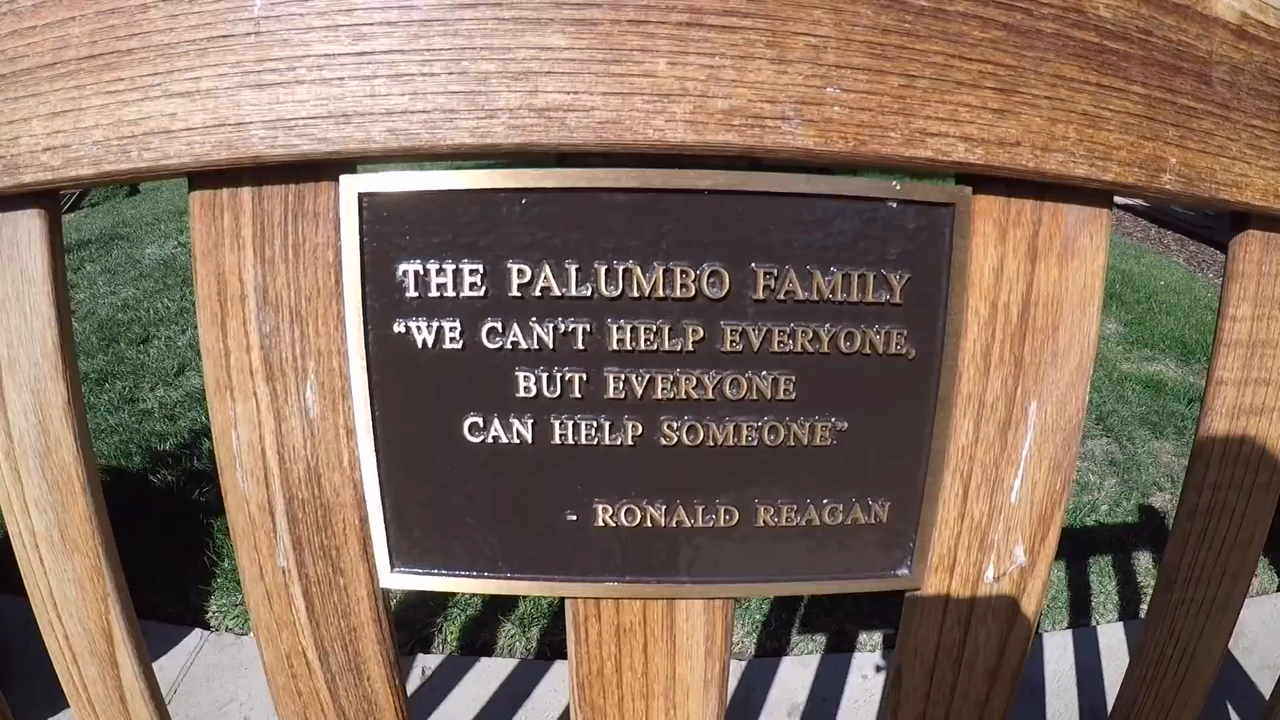 THE PALUMBO FAMILY
“WE CAN'T HELP EVERYONE,
BUT EVERYONE
CAN HELP SOMEONE”
- RONALD REAGAN